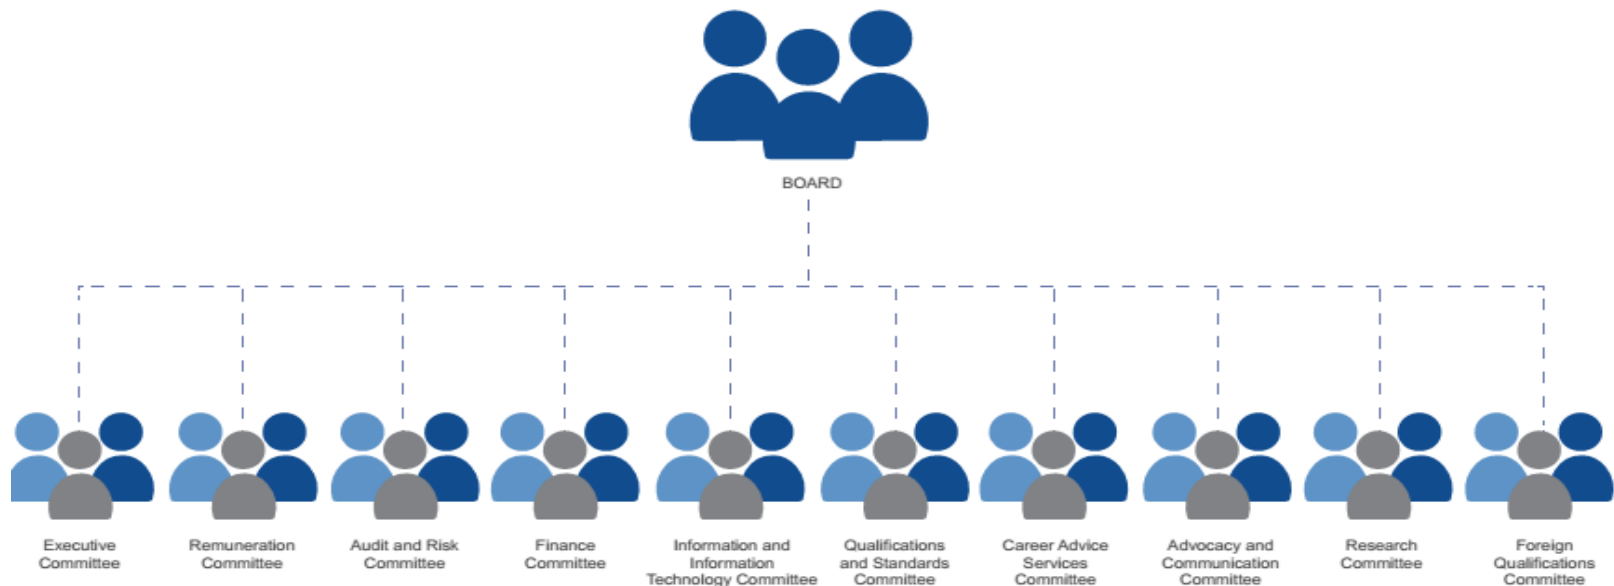 BOARD
Executive
Committee
Remuneration
Committee
Audit and Risk
Committee
Finance
Committee
Information and
Information
Technology Committee
Qualifications
and Standards
Committee
Career Advice
Services
Committee
Advocacy and
Communication
Committee
Research
Committee
Foreign
Qualifications
Committee